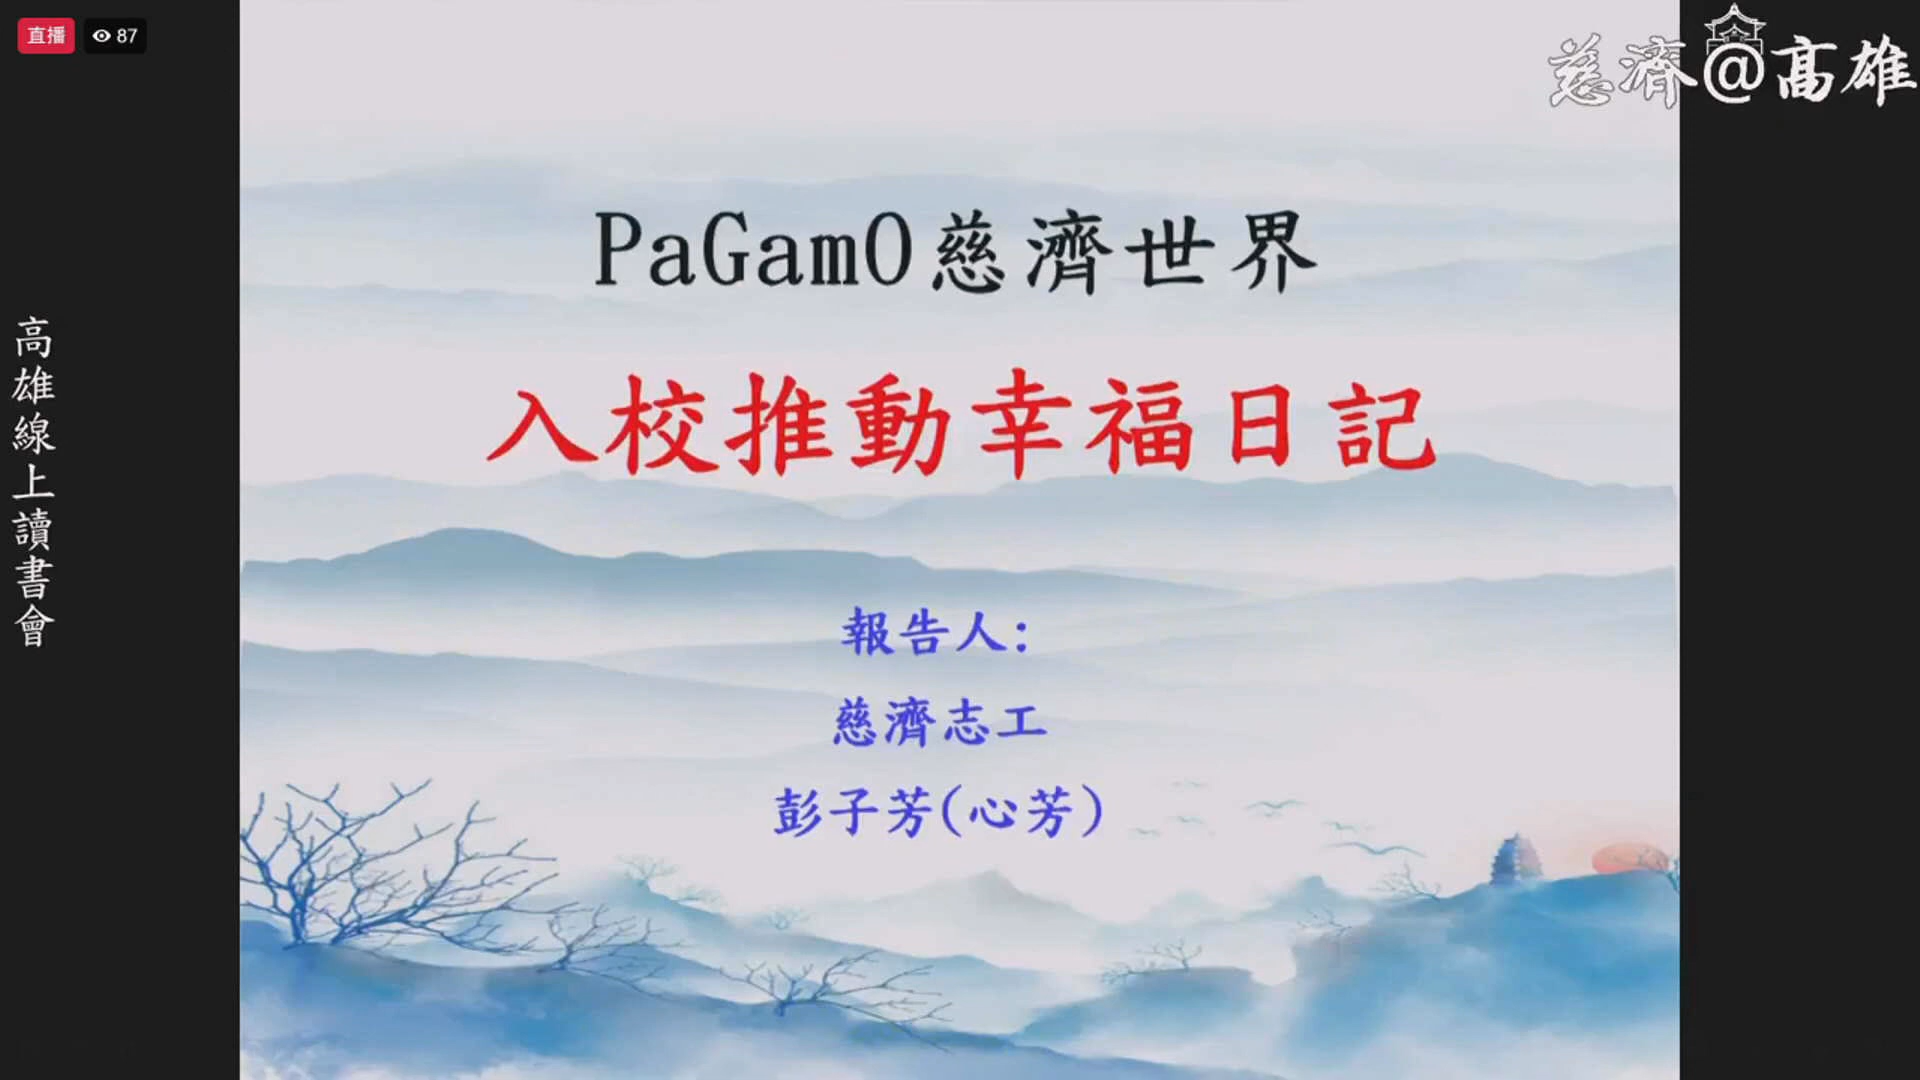 直播 87
慈濟@高雄
高雄線上讀書會
PaGamO慈濟世界
入校推動幸福日記
報告人:
慈濟志工
彭子芳(心芳)